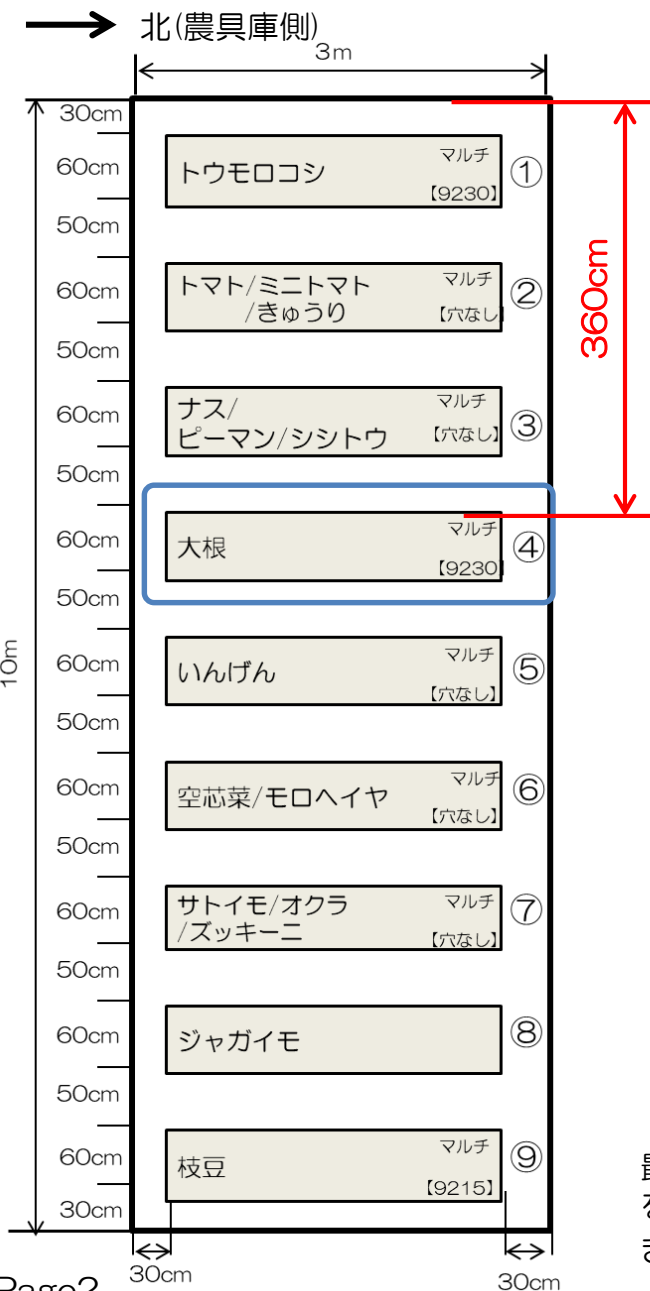 北(農具庫側)
3m
30cm
60cm
トウモロコシ
マルチ
【9230】
①
50cm
60cm
トマト/ミニトマト
/きゅうり
マルチ
【穴なし】
②
50cm
360cm
60cm
ナス/
ピーマン/シシトウ
マルチ
【穴なし】
③
50cm
60cm
大根
マルチ
【9230】
④
50cm
10m
60cm
いんげん
マルチ
【穴なし】
⑤
50cm
60cm
空芯菜/モロヘイヤ
マルチ
【穴なし】
⑥
50cm
60cm
サトイモ/オクラ
/ズッキーニ
マルチ
【穴なし】
⑦
50cm
60cm
ジャガイモ
⑧
50cm
60cm
枝豆
マルチ
【9215】
⑨
30cm
30cm
30cm
Page2